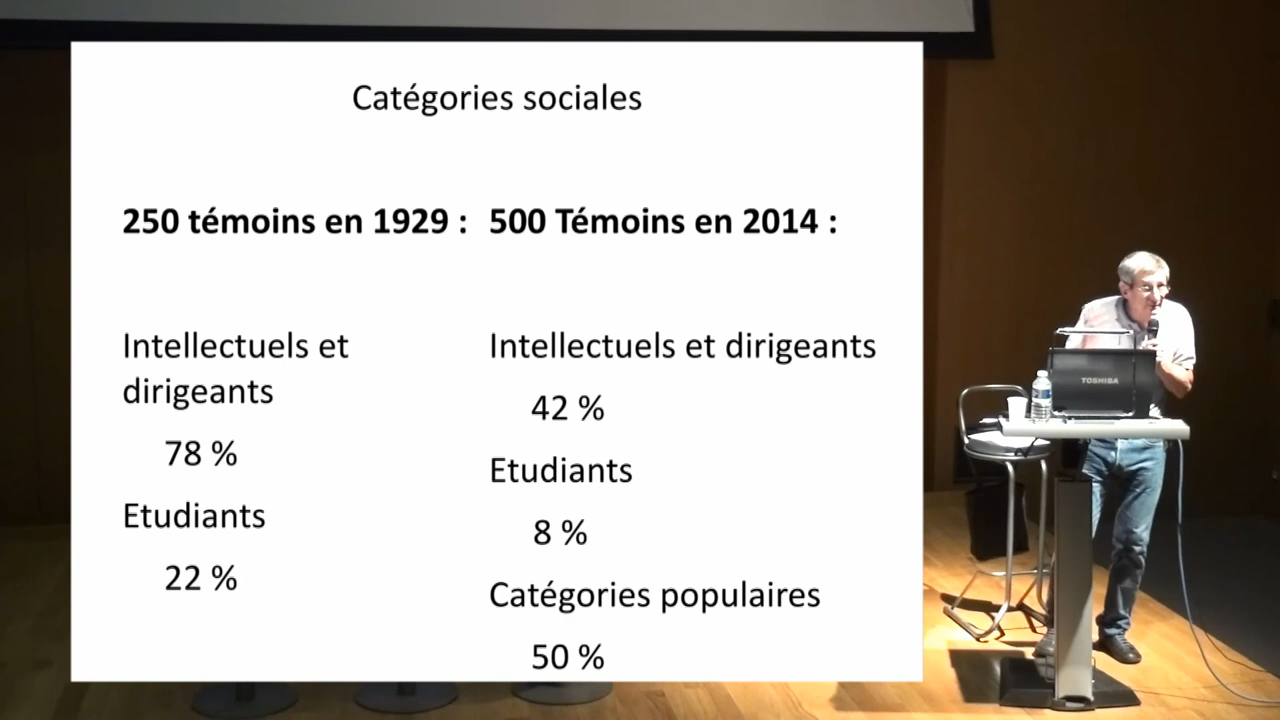 Catégories sociales
250 témoins en 1929 :
Intellectuels et
dirigeants
78 %
Etudiants
22 %
500 Témoins en 2014 :
Intellectuels et dirigeants
42 %
Etudiants
8 %
Catégories populaires
50 %
TOSHIBA